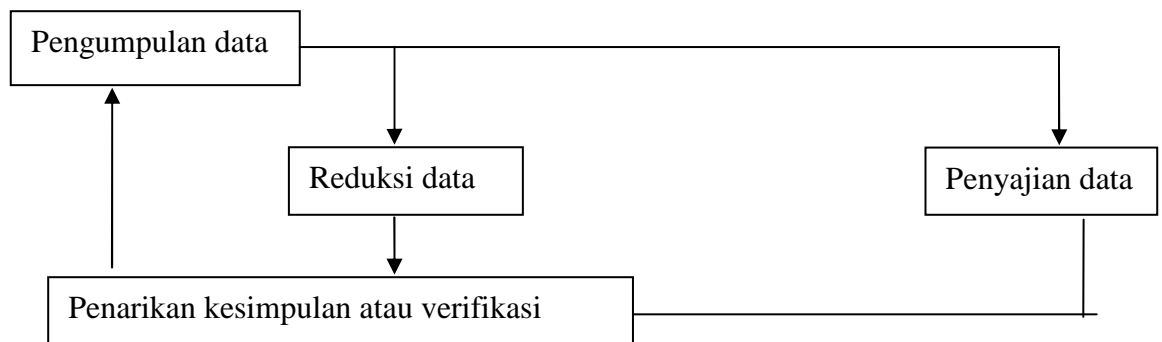 Pengumpulan data
Reduksi data
Penyajian data
Penarikan kesimpulan atau verifikasi